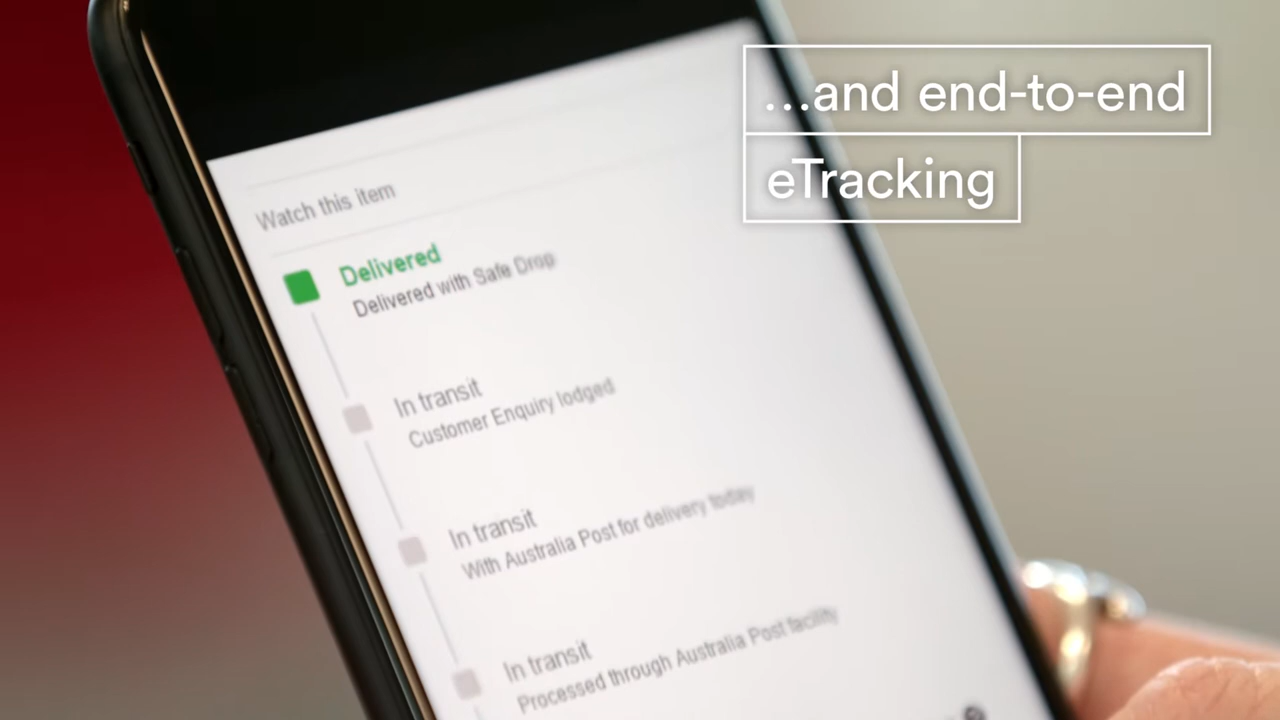 ...and end-to-end
eTracking
Watch this item
Delivered
Delivered with Safe Drop
In transit
Customer Enquiry lodged
In transit
With Australia Post for delivery today
In transit
Processed through Australia Post facility